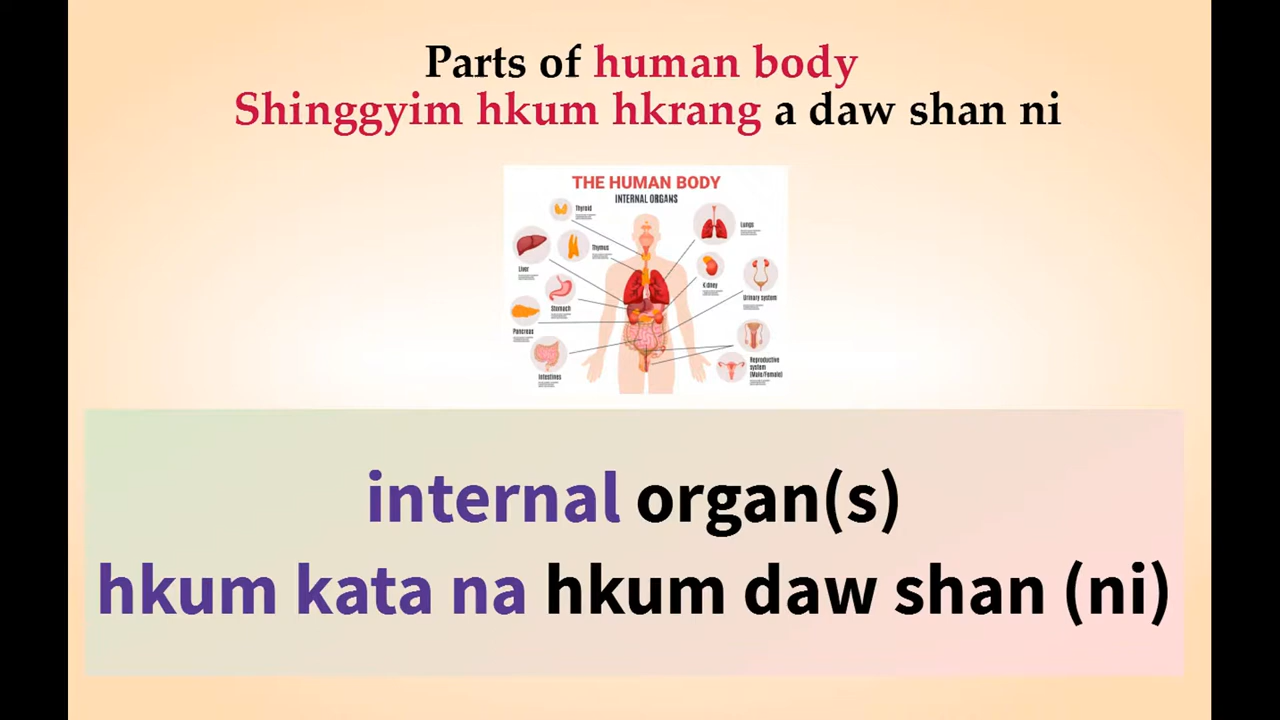 Parts of human body
Shinggyim hkum hkrang a daw shan ni
THE HUMAN BODY
INTERNAL ORGANS
Thyroid
Lungs
Thymus
Liver
Kidney
Urinary system
Stomach
Pancreas
Reproductive
system
(Male/Female)
Intestines
internal organ(s)
hkum kata na hkum daw shan (ni)